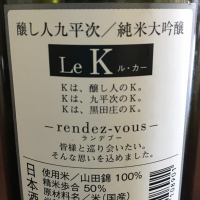 醸し人九平次／純米大吟醸
Le K ル・カー
Kは、醸し人のK。
Kは、九平次のK。
Kは、黒田庄のK。
－rendez-vous－
ランデブー
皆様と巡り会いたい。
そんな思いを込めました。
使用米／山田錦 100%
精米歩合 50%
原材料名／米(国産)
日本酒